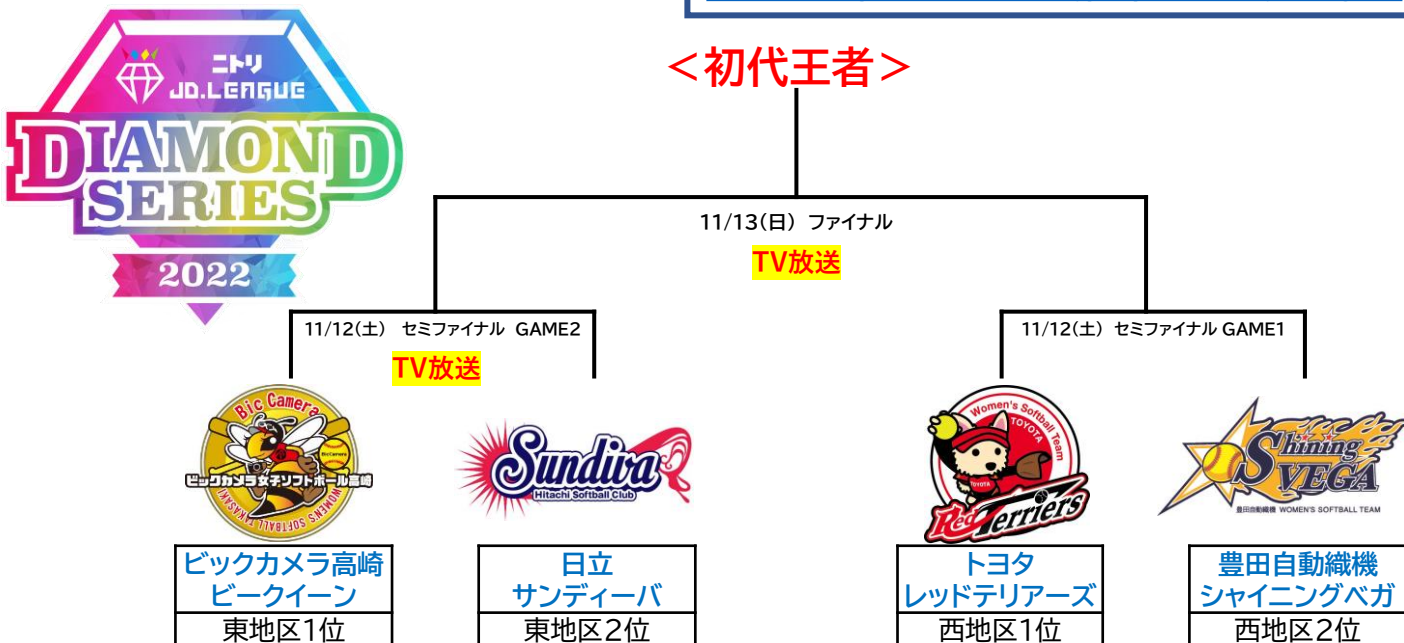 ニトリ
JD.LEAGUE
DIAMOND
SERIES
2022
<初代王者>
11/13(日) ファイナル
TV放送
11/12(土) セミファイナル GAME2
TV放送
11/12(土) セミファイナル GAME1
Bic Camera
BicCamera
ビックカメラ女子ソフトボール高崎
WOMEN'S SOFTBALL TAKASAKI
Sundiva
Hitachi Softball Club
Women's Softball Team
TOYOTA
TOYOTA
Red Terriers
Shining
VEGA
豊田自動織機 WOMEN'S SOFTBALL TEAM
ビックカメラ高崎
ビークイーン
東地区1位
日立
サンディーバ
東地区2位
トヨタ
レッドテリアーズ
西地区1位
豊田自動織機
シャイニングベガ
西地区2位